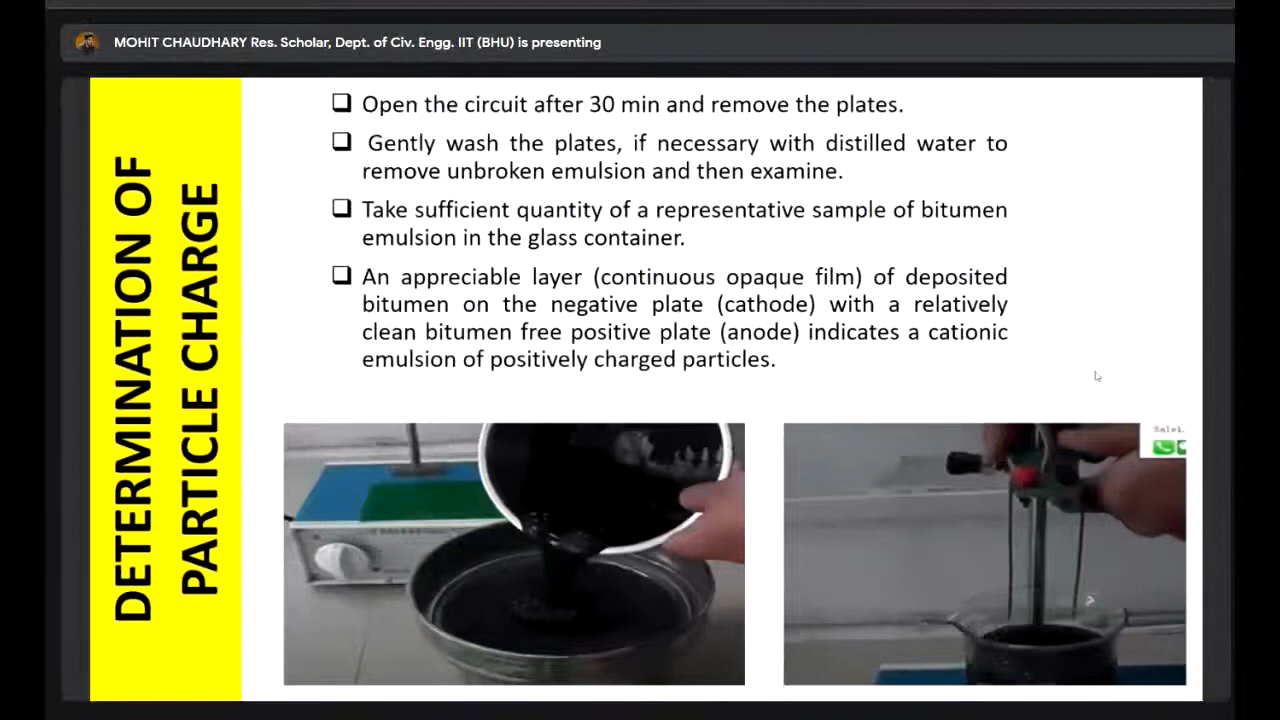 MOHIT CHAUDHARY Res. Scholar, Dept. of Civ. Engg. IIT (BHU) is presenting
DETERMINATION OF
PARTICLE CHARGE
❑ Open the circuit after 30 min and remove the plates.
❑ Gently wash the plates, if necessary with distilled water to
remove unbroken emulsion and then examine.
❑ Take sufficient quantity of a representative sample of bitumen
emulsion in the glass container.
❑ An appreciable layer (continuous opaque film) of deposited
bitumen on the negative plate (cathode) with a relatively
clean bitumen free positive plate (anode) indicates a cationic
emulsion of positively charged particles.